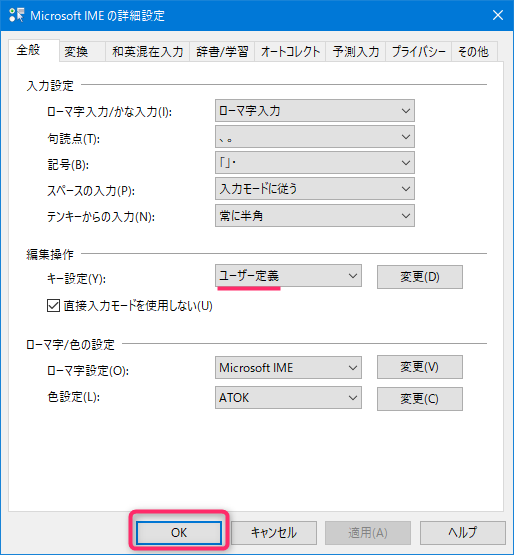 Microsoft IME の詳細設定
全般 変換 和英混在入力 辞書/学習 オートコレクト 予測入力 プライバシー その他
入力設定
ローマ字入力/かな入力(I): ローマ字入力
句読点(T): 、。
記号(B): 「」・
スペースの入力(P): 入力モードに従う
テンキーからの入力(N): 常に半角
編集操作
キー設定(Y): ユーザー定義 変更(D)
直接入力モードを使用しない(U)
ローマ字/色の設定
ローマ字設定(O): Microsoft IME 変更(V)
色設定(L): ATOK 変更(C)
OK キャンセル 適用(A) ヘルプ